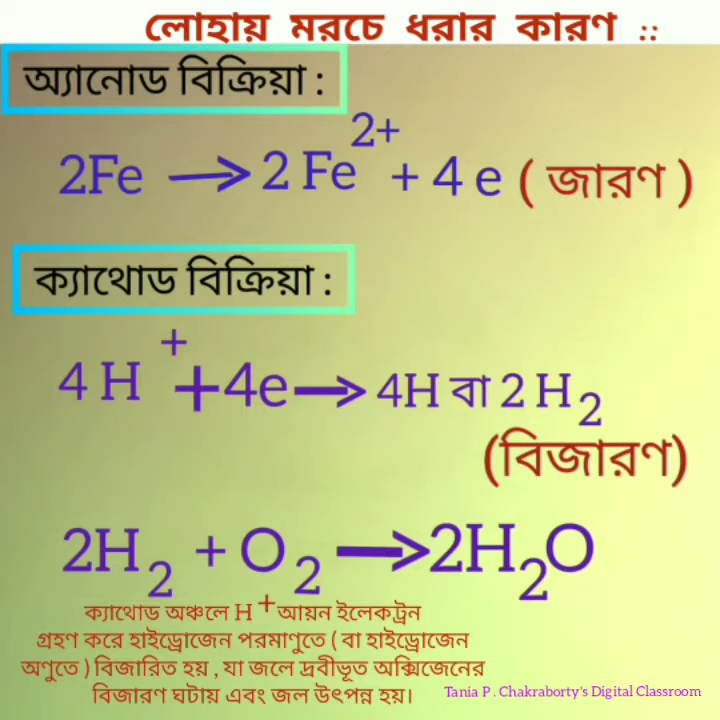 লোহায় মরচে ধরার কারণ ::
অ্যানোড বিক্রিয়া :
2Fe → 2 Fe²⁺ + 4 e ( জারণ )
ক্যাথোড বিক্রিয়া :
4 H⁺ + 4e → 4H বা 2 H₂
(বিজারণ)
2H₂ + O₂ → 2H₂O
ক্যাথোড অঞ্চলে H⁺ আয়ন ইলেকট্রন
গ্রহণ করে হাইড্রোজেন পরমাণুতে ( বা হাইড্রোজেন
অণুতে ) বিজারিত হয় , যা জলে দ্রবীভূত অক্সিজেনের
বিজারণ ঘটায় এবং জল উৎপন্ন হয়।
Tania P . Chakraborty's Digital Classroom